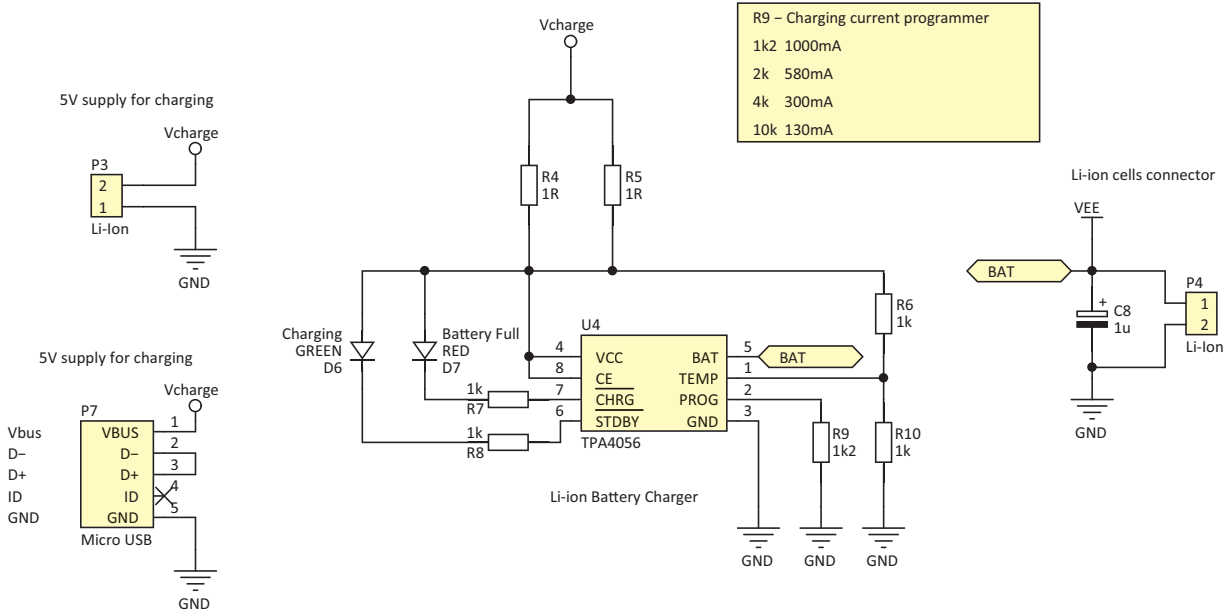 5V supply for charging
Vcharge
P3
2
1
Li-Ion
GND
5V supply for charging
Vcharge
P7
Vbus
D−
D+
ID
GND
VBUS 1
D− 2
D+ 3
ID 4
GND 5
Micro USB
GND
Vcharge
R4
1R
R5
1R
Charging
GREEN
D6
Battery Full
RED
D7
1k
R7
1k
R8
U4
4 VCC BAT 5
8 CE TEMP 1
7 CHRG PROG 2
6 STDBY GND 3
TPA4056
BAT
R6
1k
R9
1k2
R10
1k
Li-ion Battery Charger
GND
GND
GND
R9 – Charging current programmer
1k2 1000mA
2k 580mA
4k 300mA
10k 130mA
Li-ion cells connector
VEE
BAT
+
C8
1u
P4
1
2
Li-Ion
GND